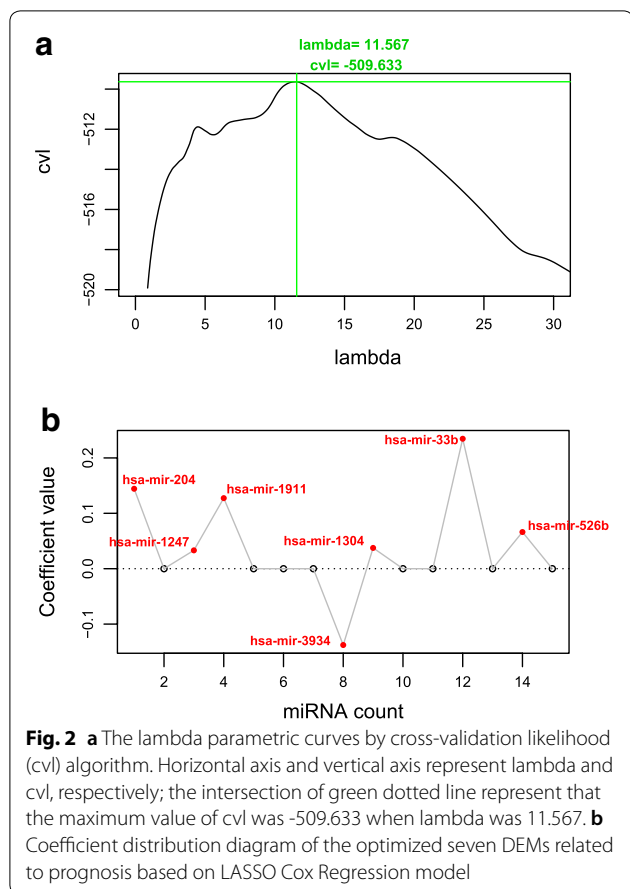 a
lambda= 11.567
cvl= -509.633
-512
-516
-520
cvl
0 5 10 15 20 25 30
lambda
b
0.2
0.1
0.0
-0.1
Coefficient value
hsa-mir-33b
hsa-mir-204
hsa-mir-1911
hsa-mir-526b
hsa-mir-1247
hsa-mir-1304
hsa-mir-3934
2 4 6 8 10 12 14
miRNA count
Fig. 2 a The lambda parametric curves by cross-validation likelihood
(cvl) algorithm. Horizontal axis and vertical axis represent lambda and
cvl, respectively; the intersection of green dotted line represent that
the maximum value of cvl was -509.633 when lambda was 11.567. b
Coefficient distribution diagram of the optimized seven DEMs related
to prognosis based on LASSO Cox Regression model